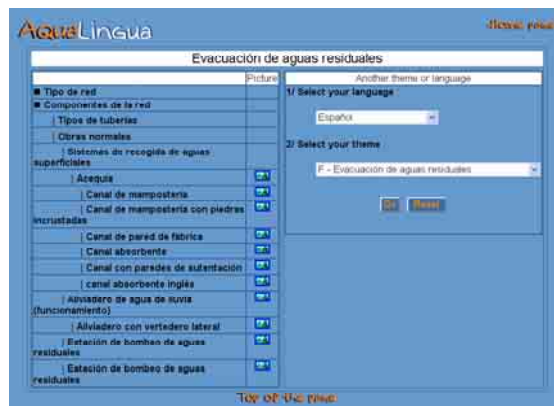 AquaLingua
Evacuación de aguas residuales
Picture
Another theme or language
■ Tipo de red
1/ Select your language
■ Componentes de la red
| Tipos de tuberías
Español
| Obras normales
| Sistemas de recogida de aguas
superficiales
2/ Select your theme
| Acequia
F - Evacuación de aguas residuales
| Canal de mampostería
| Canal de mampostería con piedras
incrustadas
Go Reset
| Canal de pared de fábrica
| Canal absorbente
| Canal con paredes de sutentación
| canal absorbente inglés
| Aliviadero de agua de lluvia
(funcionamiento)
| Aliviadero con vertedero lateral
| Estación de bombeo de aguas
residuales
| Estación de bombeo de aguas
residuales
Top of the page